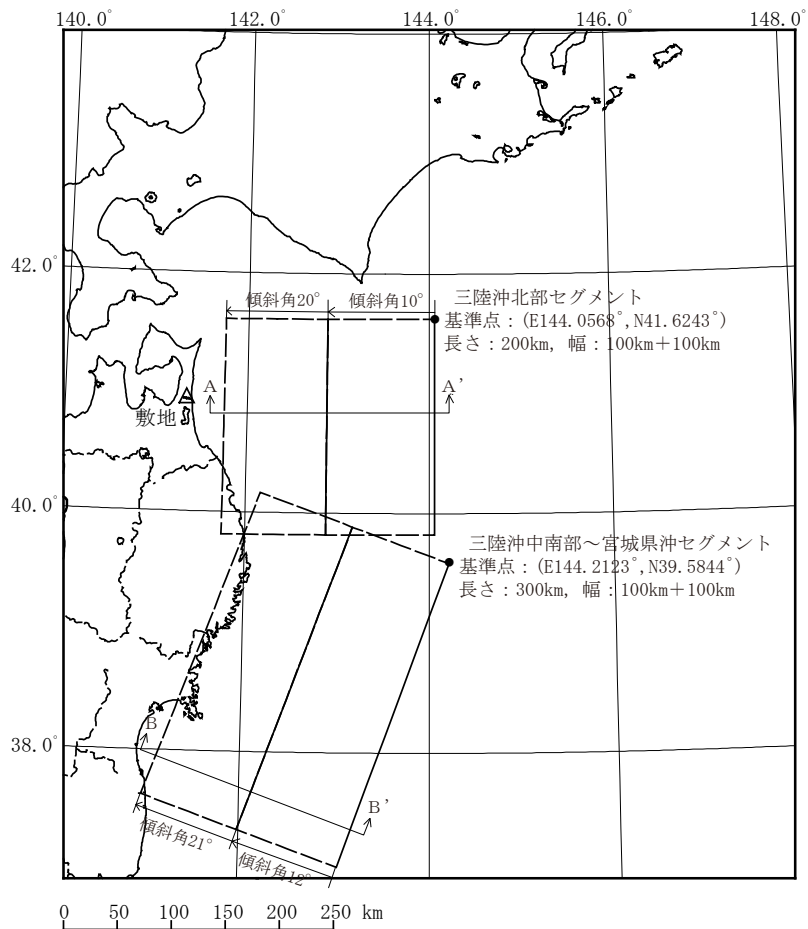 140.0° 142.0° 144.0° 146.0° 148.0°
42.0°
傾斜角20° 傾斜角10°
三陸沖北部セグメント
基準点：(E144.0568°,N41.6243°)
長さ：200km, 幅：100km＋100km
A A'
敷地
40.0°
三陸沖中南部～宮城県沖セグメント
基準点：(E144.2123°,N39.5844°)
長さ：300km, 幅：100km＋100km
38.0°
B
B'
傾斜角21°
傾斜角12°
0 50 100 150 200 250 km